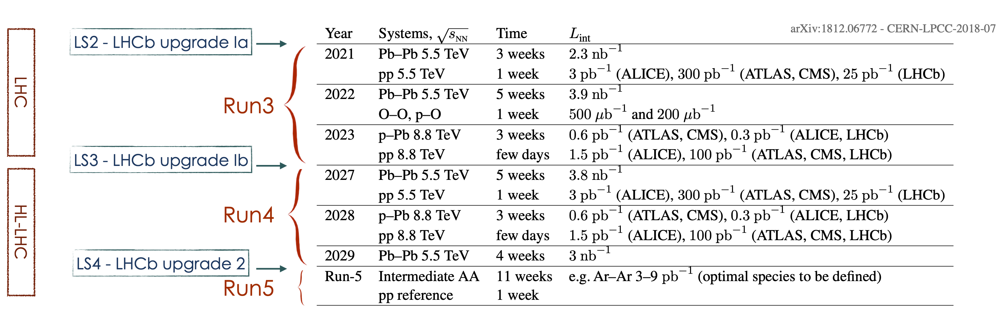 arXiv:1812.06772 - CERN-LPCC-2018-07
LHC
HL-LHC
LS2 - LHCb upgrade Ia
Run3
LS3 - LHCb upgrade Ib
Run4
LS4 - LHCb upgrade 2
Run5
Year Systems, √sNN Time Lint
2021 Pb–Pb 5.5 TeV 3 weeks 2.3 nb⁻¹
pp 5.5 TeV 1 week 3 pb⁻¹ (ALICE), 300 pb⁻¹ (ATLAS, CMS), 25 pb⁻¹ (LHCb)
2022 Pb–Pb 5.5 TeV 5 weeks 3.9 nb⁻¹
O–O, p–O 1 week 500 μb⁻¹ and 200 μb⁻¹
2023 p–Pb 8.8 TeV 3 weeks 0.6 pb⁻¹ (ATLAS, CMS), 0.3 pb⁻¹ (ALICE, LHCb)
pp 8.8 TeV few days 1.5 pb⁻¹ (ALICE), 100 pb⁻¹ (ATLAS, CMS, LHCb)
2027 Pb–Pb 5.5 TeV 5 weeks 3.8 nb⁻¹
pp 5.5 TeV 1 week 3 pb⁻¹ (ALICE), 300 pb⁻¹ (ATLAS, CMS), 25 pb⁻¹ (LHCb)
2028 p–Pb 8.8 TeV 3 weeks 0.6 pb⁻¹ (ATLAS, CMS), 0.3 pb⁻¹ (ALICE, LHCb)
pp 8.8 TeV few days 1.5 pb⁻¹ (ALICE), 100 pb⁻¹ (ATLAS, CMS, LHCb)
2029 Pb–Pb 5.5 TeV 4 weeks 3 nb⁻¹
Run-5 Intermediate AA 11 weeks e.g. Ar–Ar 3–9 pb⁻¹ (optimal species to be defined)
pp reference 1 week